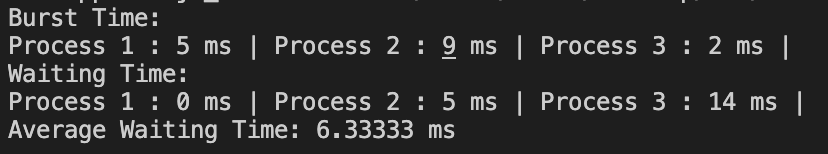 Burst Time:
Process 1 : 5 ms | Process 2 : 9 ms | Process 3 : 2 ms |
Waiting Time:
Process 1 : 0 ms | Process 2 : 5 ms | Process 3 : 14 ms |
Average Waiting Time: 6.33333 ms